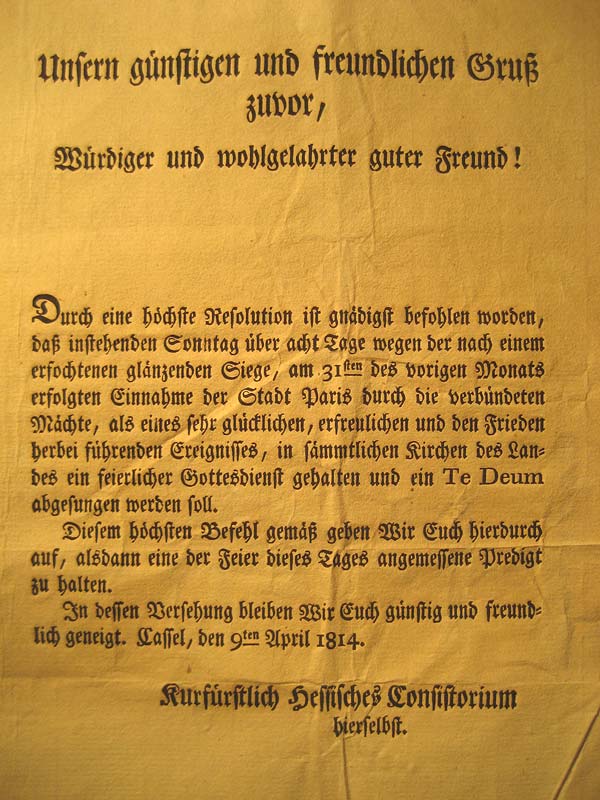 Unsern günstigen und freundlichen Gruß
zuvor,
Würdiger und wohlgelahrter guter Freund!
Durch eine höchste Resolution ist gnädigst befohlen worden,
daß instehenden Sonntag über acht Tage wegen der nach einem
erfochtenen glänzenden Siege, am 31sten des vorigen Monats
erfolgten Einnahme der Stadt Paris durch die verbündeten
Mächte, als eines sehr glücklichen, erfreulichen und den Frieden
herbei führenden Ereignisses, in sämmtlichen Kirchen des Lan-
des ein feierlicher Gottesdienst gehalten und ein Te Deum
abgesungen werden soll.
Diesem höchsten Befehl gemäß geben Wir Euch hierdurch
auf, alsdann eine der Feier dieses Tages angemessene Predigt
zu halten.
In dessen Versehung bleiben Wir Euch günstig und freund-
lich geneigt. Cassel, den 9ten April 1814.
Kurfürstlich Hessisches Consistorium
hierselbst.